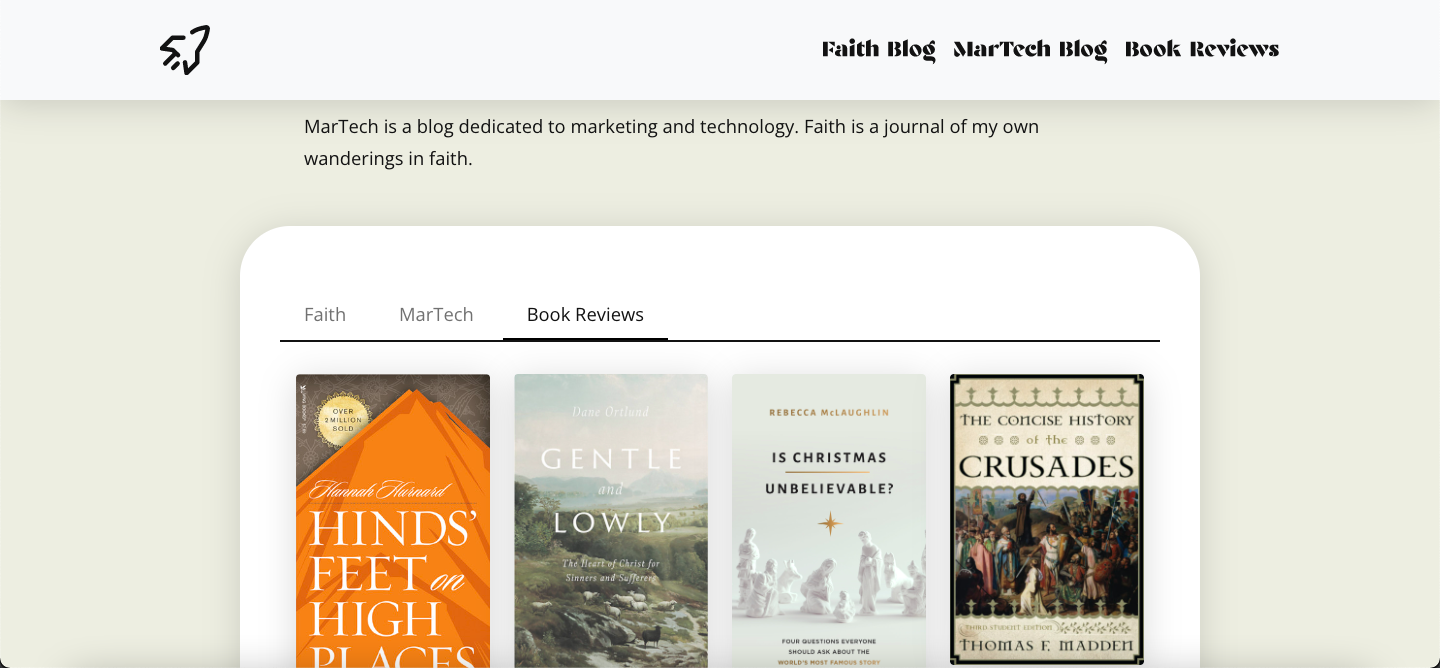 Faith Blog MarTech Blog Book Reviews
MarTech is a blog dedicated to marketing and technology. Faith is a journal of my own
wanderings in faith.
Faith MarTech Book Reviews
OVER
2 MILLION
SOLD
Hannah Hurnard
HINDS'
FEET on
HIGH
PLACES
Dane Ortlund
GENTLE
and
LOWLY
The Heart of Christ for
Sinners and Sufferers
REBECCA McLAUGHLIN
IS CHRISTMAS
UNBELIEVABLE?
FOUR QUESTIONS EVERYONE
SHOULD ASK ABOUT THE
WORLD'S MOST FAMOUS STORY
THE CONCISE HISTORY
of the
CRUSADES
THIRD STUDENT EDITION
THOMAS F. MADDEN